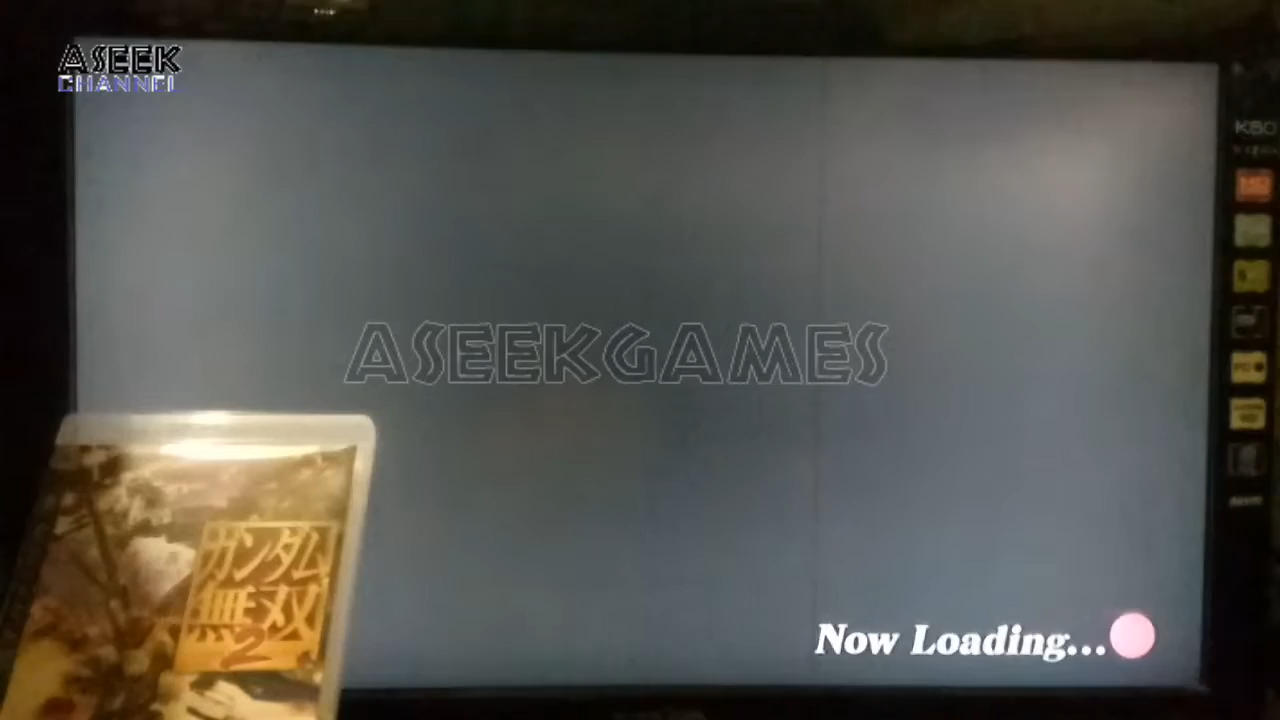 ASEEK
CHANNEL
ASEEKGAMES
ガンダム
無双
2
Now Loading...